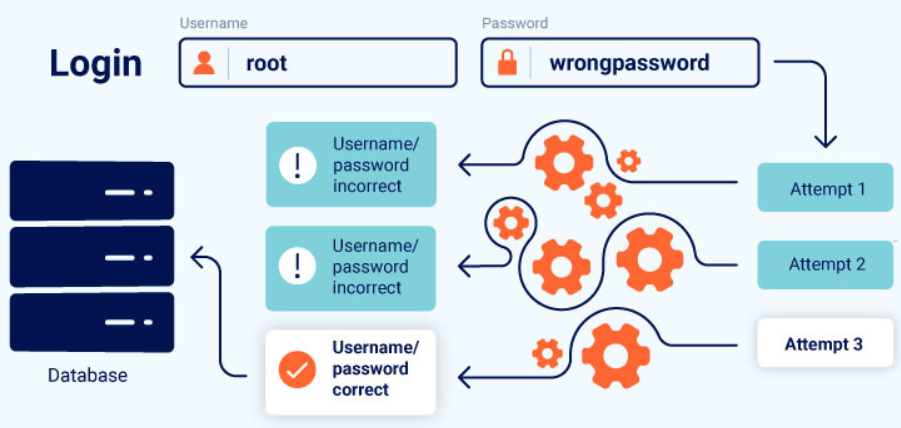 Username
Password
Login
root
wrongpassword
Username/
password
incorrect
Attempt 1
Username/
password
incorrect
Attempt 2
Username/
password
correct
Attempt 3
Database